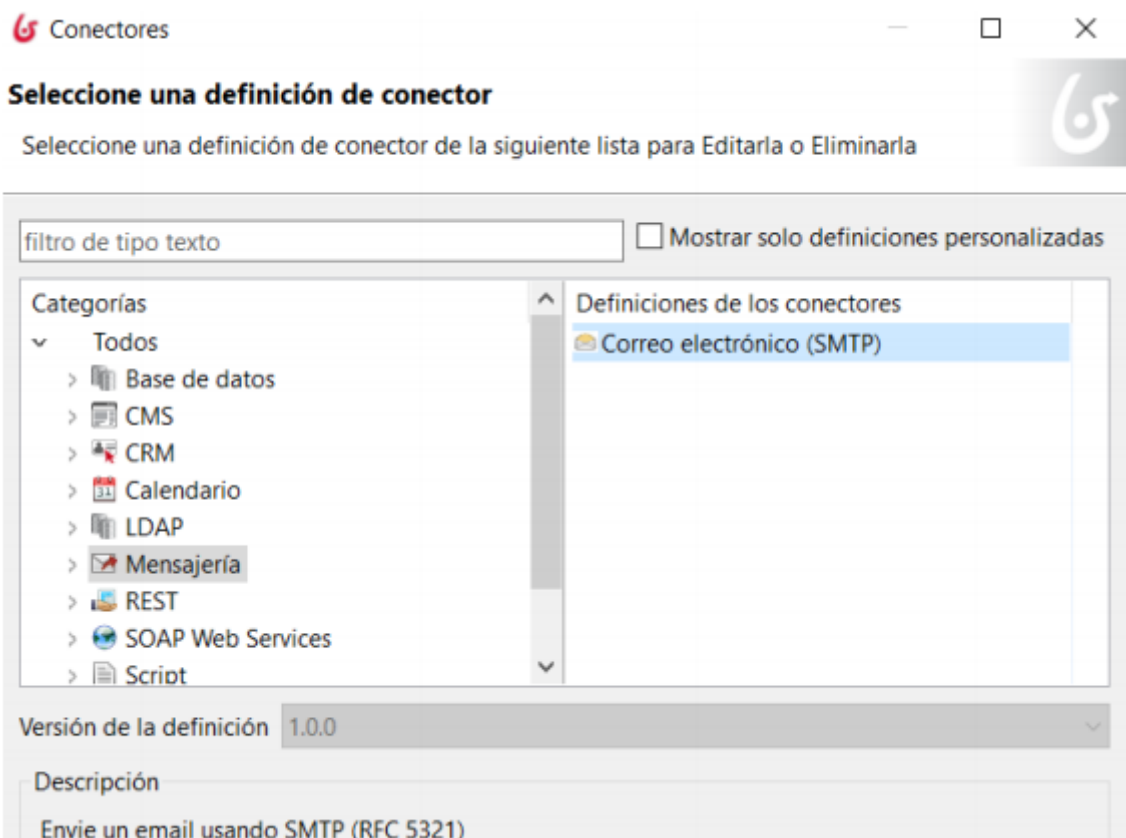 Conectores
Seleccione una definición de conector
Seleccione una definición de conector de la siguiente lista para Editarla o Eliminarla
filtro de tipo texto
Mostrar solo definiciones personalizadas
Categorías
Todos
Base de datos
CMS
CRM
31 Calendario
LDAP
Mensajería
REST
SOAP Web Services
Script
Definiciones de los conectores
Correo electrónico (SMTP)
Versión de la definición 1.0.0
Descripción
Envie un email usando SMTP (RFC 5321)